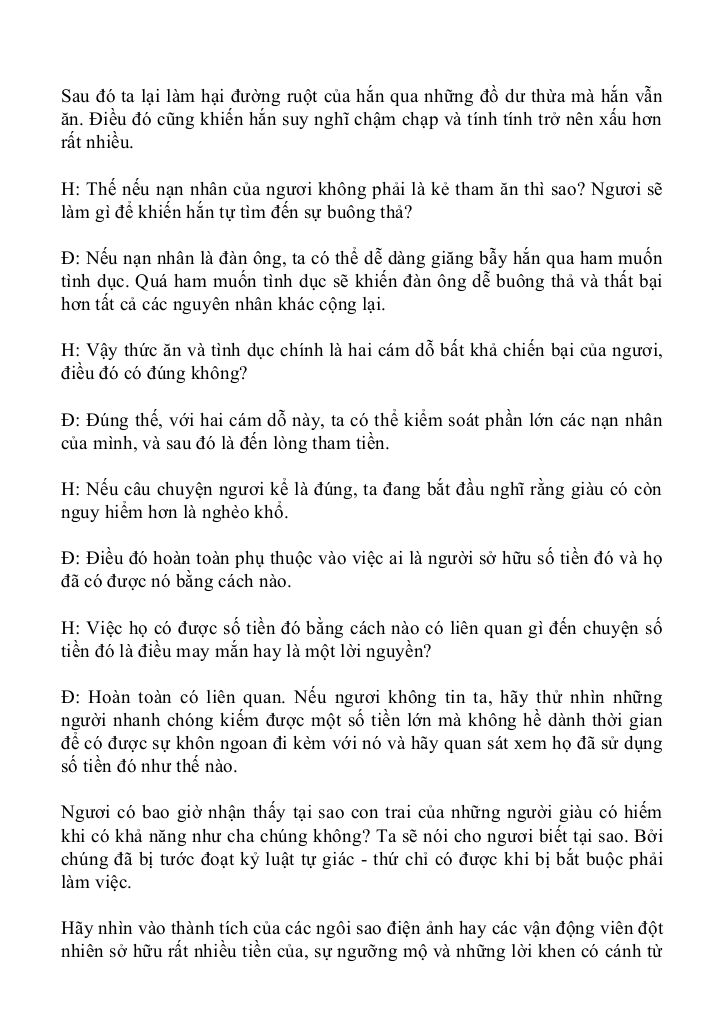 Sau đó ta lại làm hại đường ruột của hắn qua những đồ dư thừa mà hắn vẫn
ăn. Điều đó cũng khiến hắn suy nghĩ chậm chạp và tính tính trở nên xấu hơn
rất nhiều.
H: Thế nếu nạn nhân của ngươi không phải là kẻ tham ăn thì sao? Ngươi sẽ
làm gì để khiến hắn tự tìm đến sự buông thả?
Đ: Nếu nạn nhân là đàn ông, ta có thể dễ dàng giăng bẫy hắn qua ham muốn
tình dục. Quá ham muốn tình dục sẽ khiến đàn ông dễ buông thả và thất bại
hơn tất cả các nguyên nhân khác cộng lại.
H: Vậy thức ăn và tình dục chính là hai cám dỗ bất khả chiến bại của ngươi,
điều đó có đúng không?
Đ: Đúng thế, với hai cám dỗ này, ta có thể kiểm soát phần lớn các nạn nhân
của mình, và sau đó là đến lòng tham tiền.
H: Nếu câu chuyện ngươi kể là đúng, ta đang bắt đầu nghĩ rằng giàu có còn
nguy hiểm hơn là nghèo khổ.
Đ: Điều đó hoàn toàn phụ thuộc vào việc ai là người sở hữu số tiền đó và họ
đã có được nó bằng cách nào.
H: Việc họ có được số tiền đó bằng cách nào có liên quan gì đến chuyện số
tiền đó là điều may mắn hay là một lời nguyền?
Đ: Hoàn toàn có liên quan. Nếu ngươi không tin ta, hãy thử nhìn những
người nhanh chóng kiếm được một số tiền lớn mà không hề dành thời gian
để có được sự khôn ngoan đi kèm với nó và hãy quan sát xem họ đã sử dụng
số tiền đó như thế nào.
Ngươi có bao giờ nhận thấy tại sao con trai của những người giàu có hiếm
khi có khả năng như cha chúng không? Ta sẽ nói cho ngươi biết tại sao. Bởi
chúng đã bị tước đoạt kỷ luật tự giác - thứ chỉ có được khi bị bắt buộc phải
làm việc.
Hãy nhìn vào thành tích của các ngôi sao điện ảnh hay các vận động viên đột
nhiên sở hữu rất nhiều tiền của, sự ngưỡng mộ và những lời khen có cánh từ